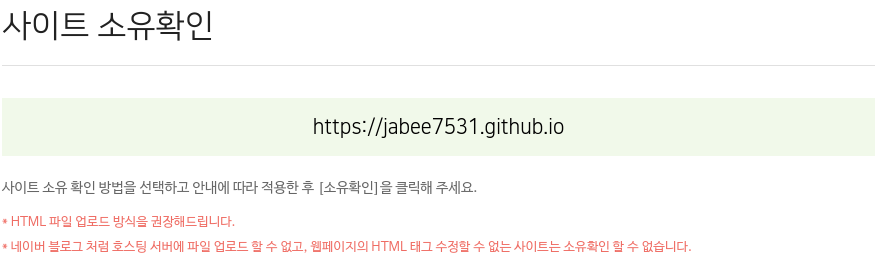 사이트 소유확인
https://jabee7531.github.io
사이트 소유 확인 방법을 선택하고 안내에 따라 적용한 후 [소유확인]을 클릭해 주세요.
* HTML 파일 업로드 방식을 권장해드립니다.
* 네이버 블로그 처럼 호스팅 서버에 파일 업로드 할 수 없고, 웹페이지의 HTML 태그 수정할 수 없는 사이트는 소유확인 할 수 없습니다.